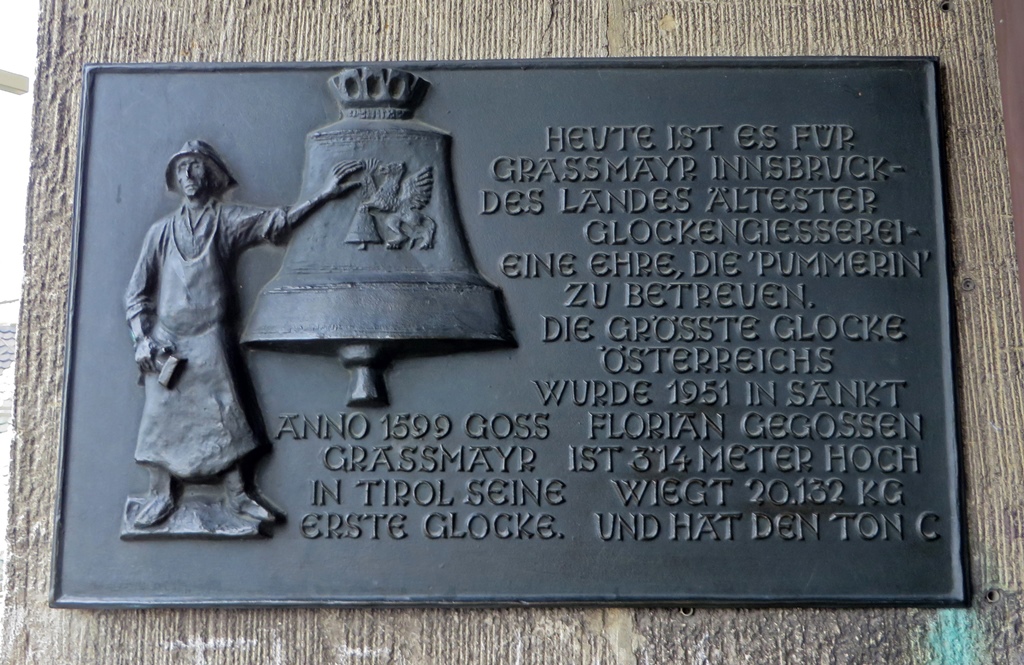 HEUTE IST ES FÜR
GRASSMAYR INNSBRUCK-
DES LANDES ÄLTESTER
GLOCKENGIESSEREI-
EINE EHRE, DIE 'PUMMERIN'
ZU BETREUEN.
DIE GRÖSSTE GLOCKE
ÖSTERREICHS
WURDE 1951 IN SANKT
FLORIAN GEGOSSEN
IST 314 METER HOCH
WIEGT 20.132 KG
UND HAT DEN TON C
ANNO 1599 GOSS
GRASSMAYR
IN TIROL SEINE
ERSTE GLOCKE.